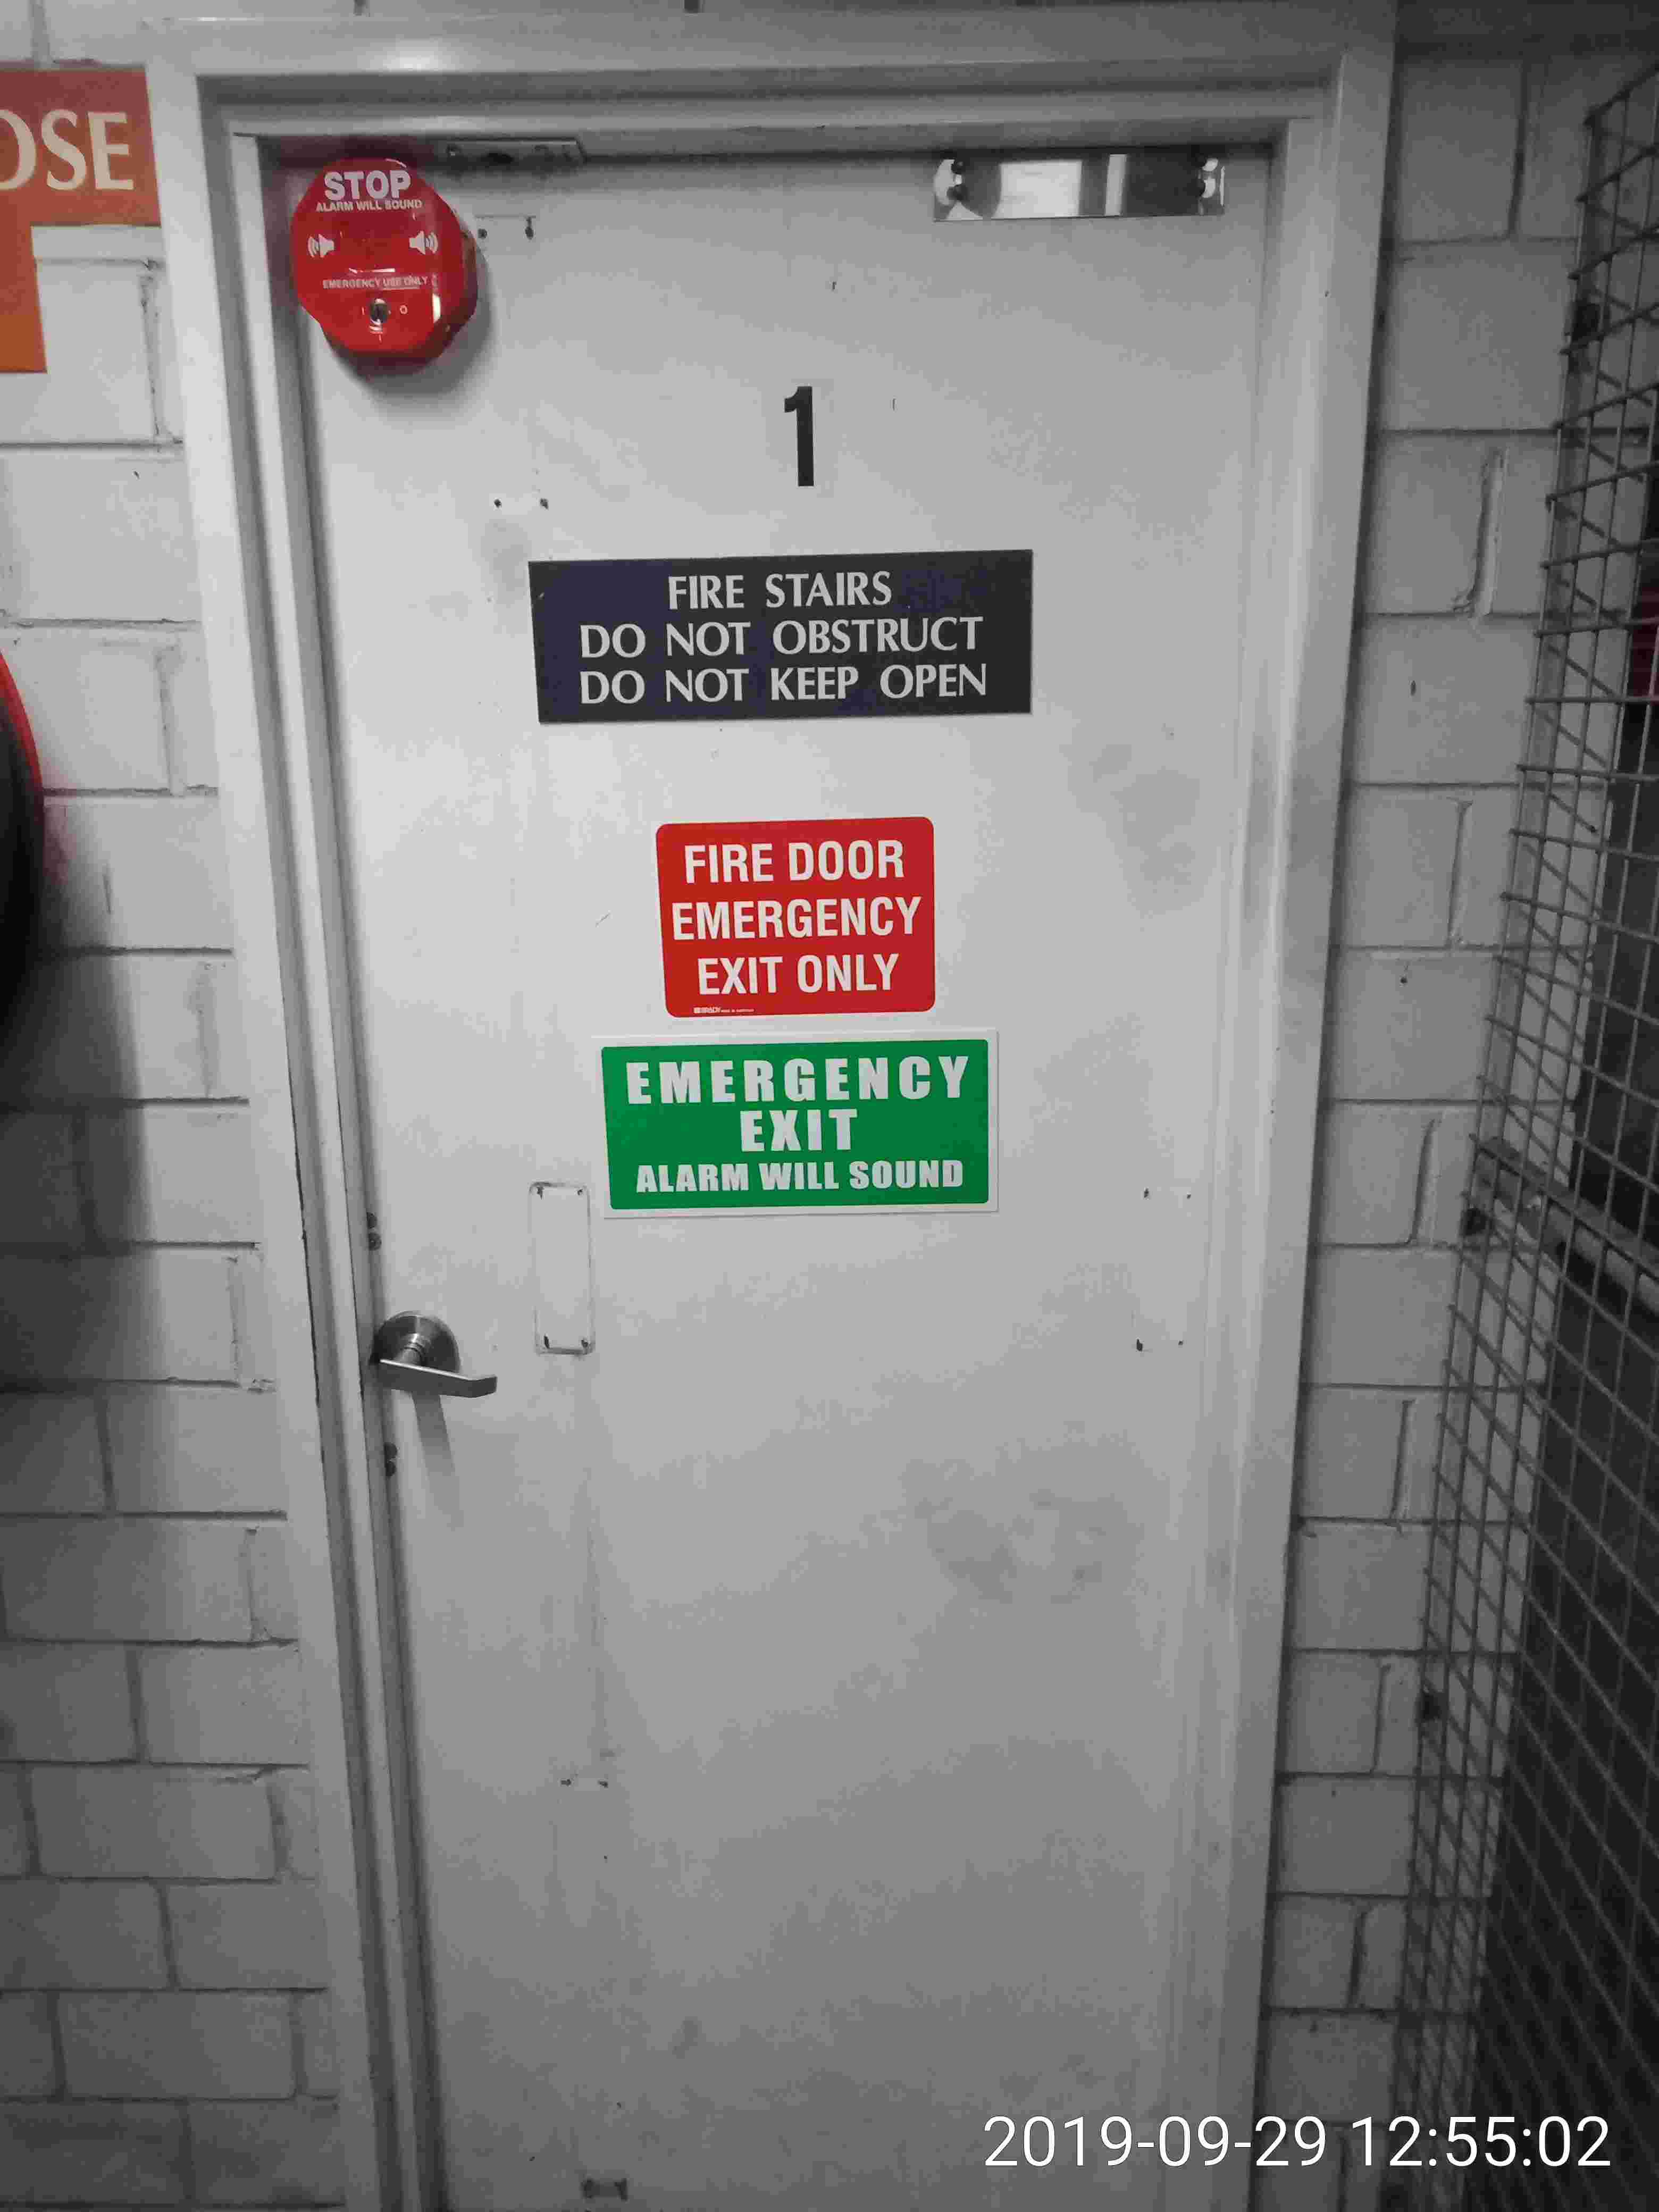 OSE
STOP
ALARM WILL SOUND
EMERGENCY USE ONLY
1
FIRE STAIRS
DO NOT OBSTRUCT
DO NOT KEEP OPEN
FIRE DOOR
EMERGENCY
EXIT ONLY
BRADY
EMERGENCY
EXIT
ALARM WILL SOUND
2019-09-29 12:55:02